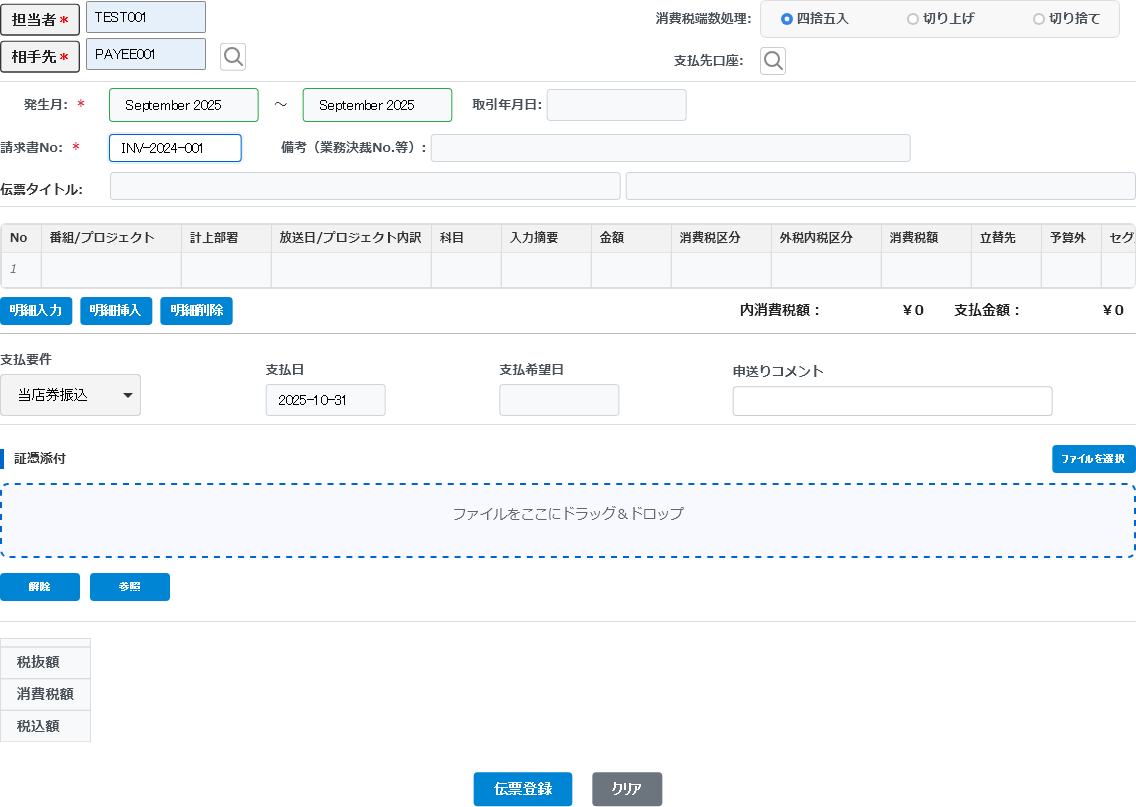 担当者* TEST001 消費税端数処理: 四捨五入 切り上げ 切り捨て
相手先* PAYEE001 支払先口座:
発生月: * September 2025 ～ September 2025 取引年月日:
請求書No: * INV-2024-001 備考（業務決裁No.等）:
伝票タイトル:
No 番組/プロジェクト 計上部署 放送日/プロジェクト内訳 科目 入力摘要 金額 消費税区分 外税内税区分 消費税額 立替先 予算外 セグ
1
明細入力 明細挿入 明細削除 内消費税額： ￥0 支払金額： ￥0
支払要件 支払日 支払希望日 申送りコメント
当店券振込 2025-10-31
証憑添付 ファイルを選択
ファイルをここにドラッグ＆ドロップ
解除 参照
税抜額
消費税額
税込額
伝票登録 クリア